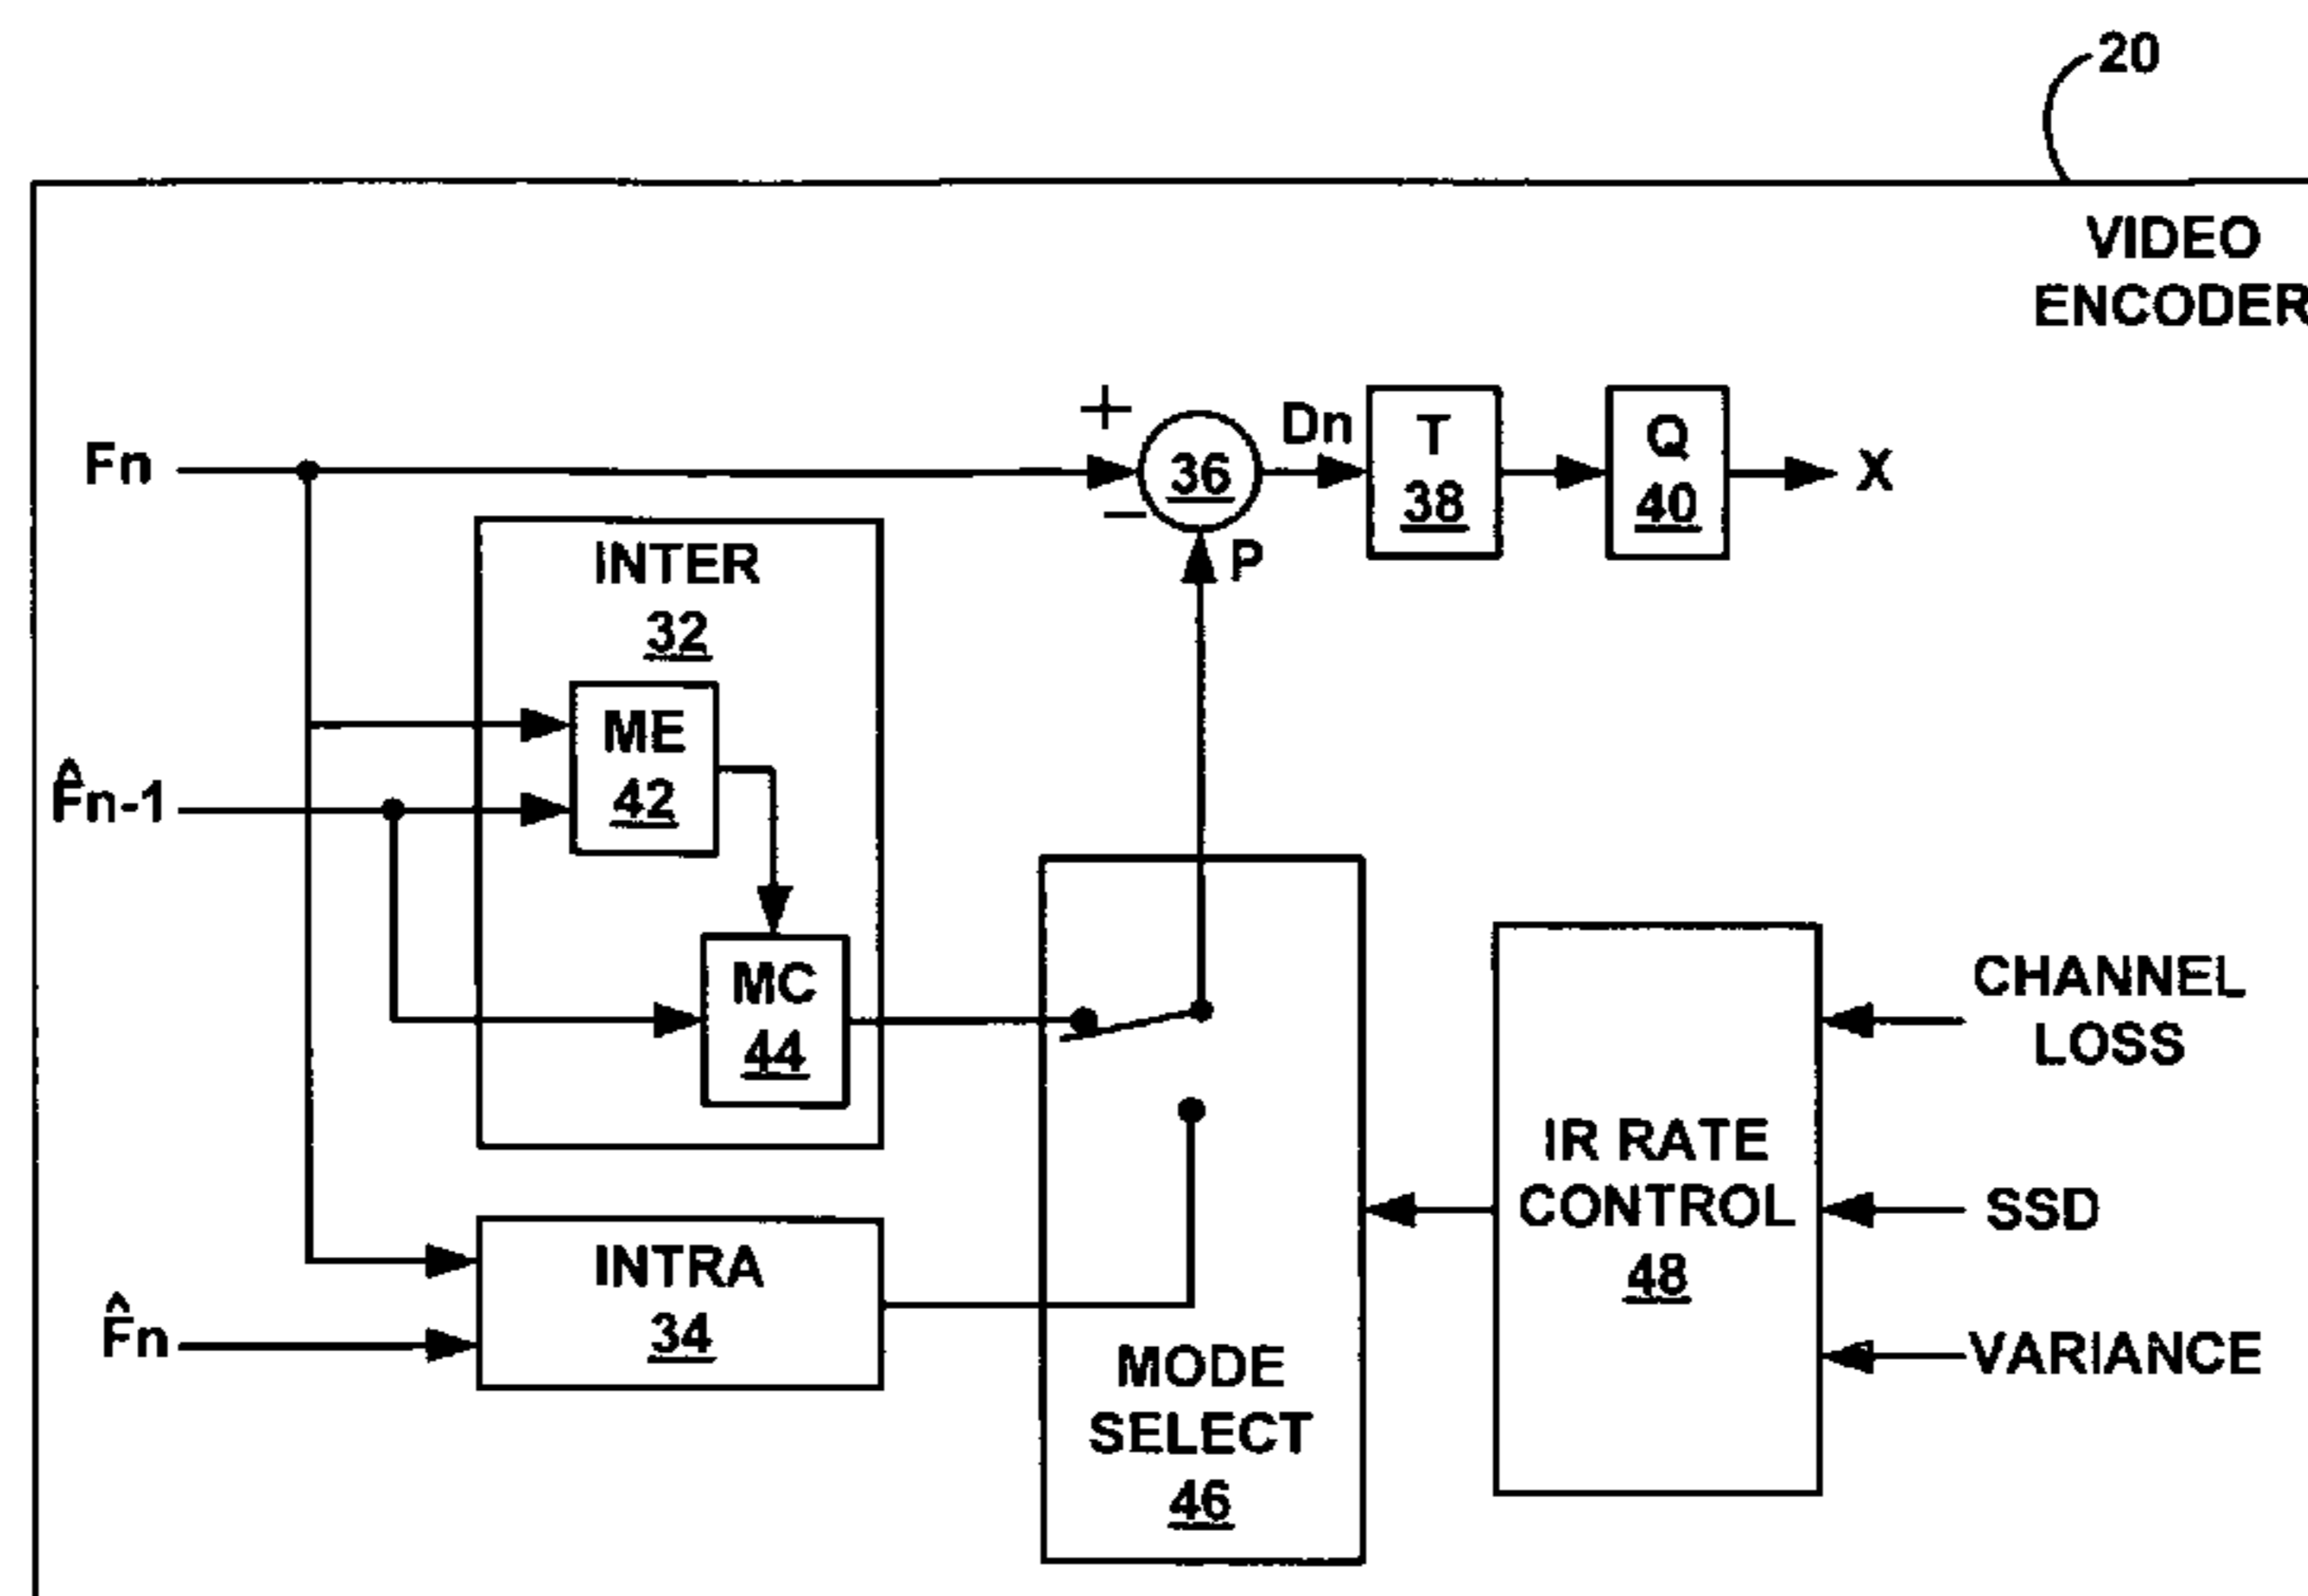 20
VIDEO
ENCODER
+
Fn
36
Dn
T
38
Q
40
X
−
P
INTER
32
ME
42
F̂n-1
MC
44
CHANNEL
LOSS
IR RATE
CONTROL
48
SSD
VARIANCE
INTRA
34
F̂n
MODE
SELECT
46